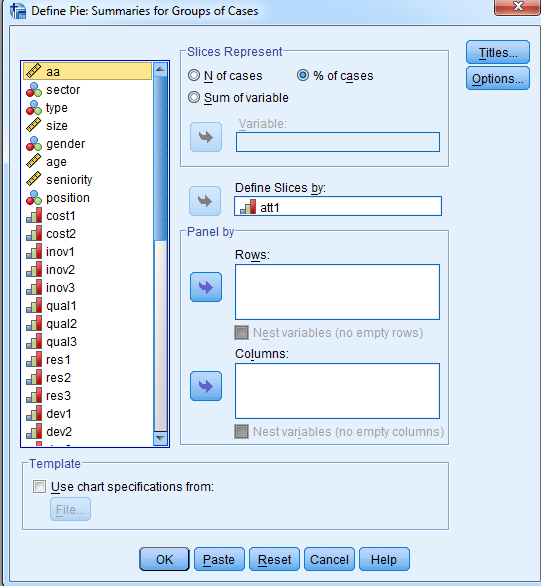 Define Pie: Summaries for Groups of Cases
aa
sector
type
size
gender
age
seniority
position
cost1
cost2
inov1
inov2
inov3
qual1
qual2
qual3
res1
res2
res3
dev1
dev2
Slices Represent
N of cases
% of cases
Sum of variable
Variable:
Define Slices by:
att1
Panel by
Rows:
Nest variables (no empty rows)
Columns:
Nest variables (no empty columns)
Titles...
Options...
Template
Use chart specifications from:
File...
OK
Paste
Reset
Cancel
Help